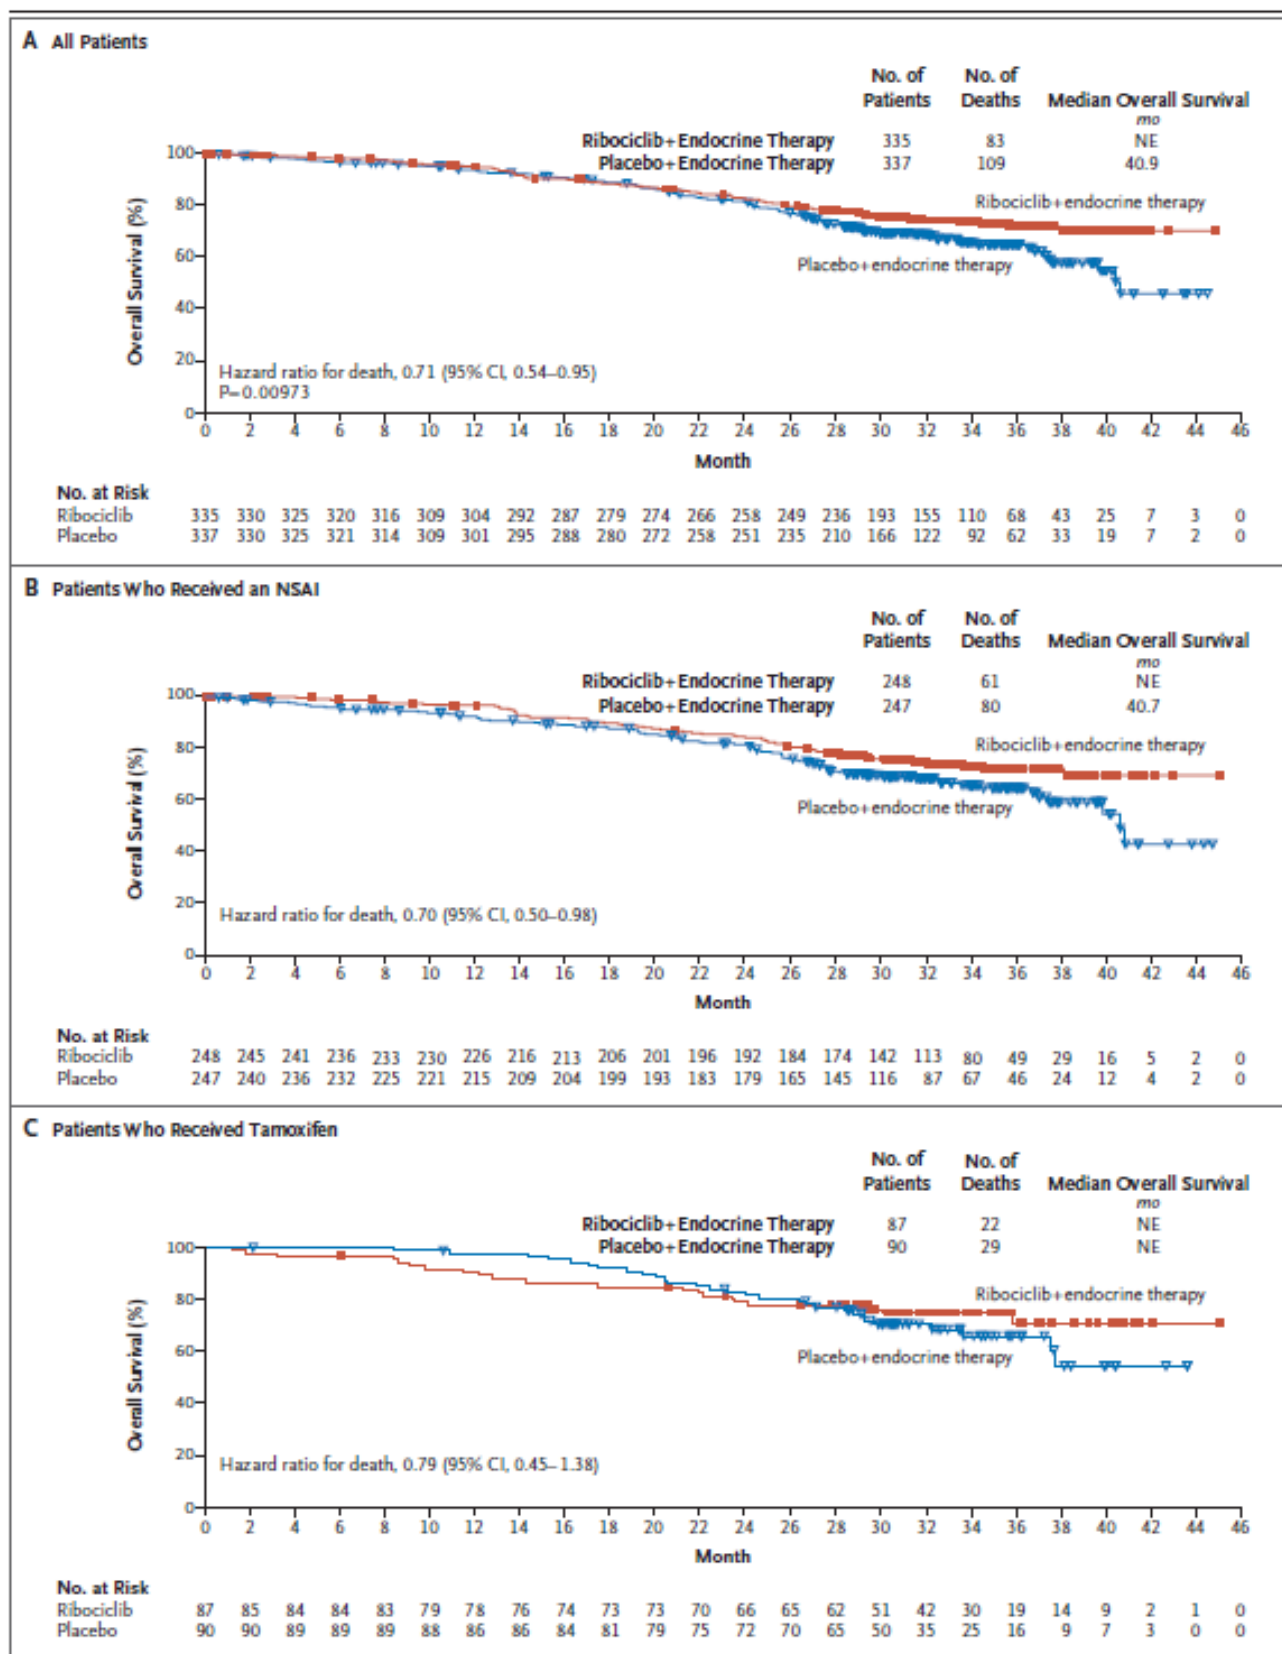 A All Patients
No. of Patients No. of Deaths Median Overall Survival
mo
Ribociclib+Endocrine Therapy 335 83 NE
Placebo+Endocrine Therapy 337 109 40.9
Ribociclib+endocrine therapy
Placebo+endocrine therapy
Overall Survival (%)
100
80
60
40
20
0
Hazard ratio for death, 0.71 (95% CI, 0.54–0.95)
P=0.00973
0 2 4 6 8 10 12 14 16 18 20 22 24 26 28 30 32 34 36 38 40 42 44 46
Month
No. at Risk
Ribociclib 335 330 325 320 316 309 304 292 287 279 274 266 258 249 236 193 155 110 68 43 25 7 3 0
Placebo 337 330 325 321 314 309 301 295 288 280 272 258 251 235 210 166 122 92 62 33 19 7 2 0
B Patients Who Received an NSAI
No. of Patients No. of Deaths Median Overall Survival
mo
Ribociclib+Endocrine Therapy 248 61 NE
Placebo+Endocrine Therapy 247 80 40.7
Ribociclib+endocrine therapy
Placebo+endocrine therapy
Overall Survival (%)
100
80
60
40
20
0
Hazard ratio for death, 0.70 (95% CI, 0.50–0.98)
0 2 4 6 8 10 12 14 16 18 20 22 24 26 28 30 32 34 36 38 40 42 44 46
Month
No. at Risk
Ribociclib 248 245 241 236 233 230 226 216 213 206 201 196 192 184 174 142 113 80 49 29 16 5 2 0
Placebo 247 240 236 232 225 221 215 209 204 199 193 183 179 165 145 116 87 67 46 24 12 4 2 0
C Patients Who Received Tamoxifen
No. of Patients No. of Deaths Median Overall Survival
mo
Ribociclib+Endocrine Therapy 87 22 NE
Placebo+Endocrine Therapy 90 29 NE
Ribociclib+endocrine therapy
Placebo+endocrine therapy
Overall Survival (%)
100
80
60
40
20
0
Hazard ratio for death, 0.79 (95% CI, 0.45–1.38)
0 2 4 6 8 10 12 14 16 18 20 22 24 26 28 30 32 34 36 38 40 42 44 46
Month
No. at Risk
Ribociclib 87 85 84 84 83 79 78 76 74 73 73 70 66 65 62 51 42 30 19 14 9 2 1 0
Placebo 90 90 89 89 89 88 86 86 84 81 79 75 72 70 65 50 35 25 16 9 7 3 0 0